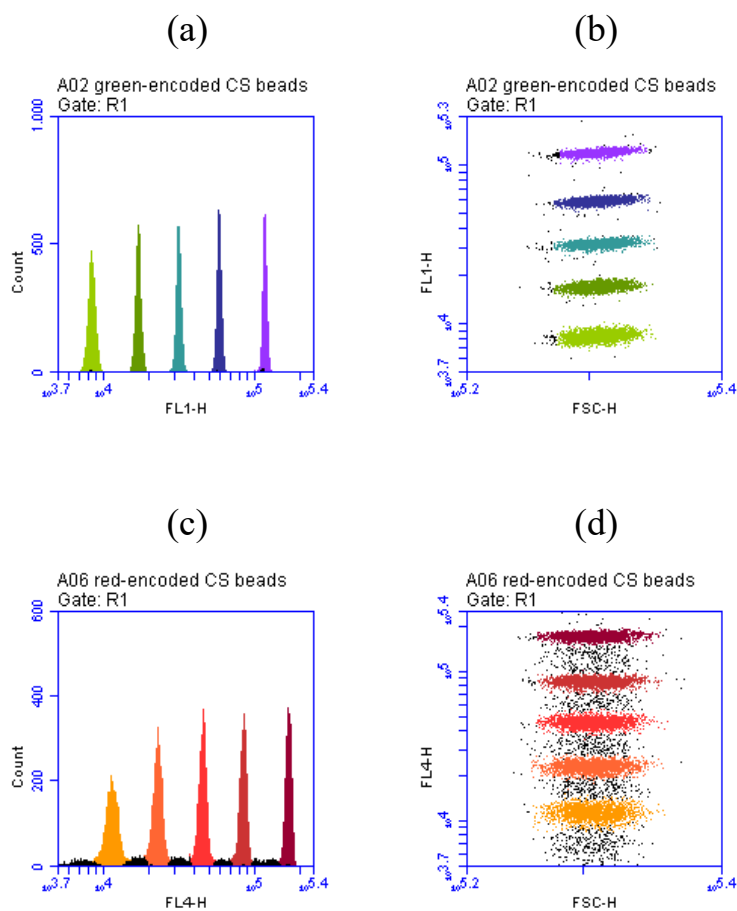 (a)
(b)
A02 green-encoded CS beads
Gate: R1
1,000
500
0
Count
10^3.7
10^4
10^5
10^5.4
FL1-H
A02 green-encoded CS beads
Gate: R1
10^5.3
10^5
10^4
10^3.7
FL1-H
10^5.2
10^5.4
FSC-H
(c)
(d)
A06 red-encoded CS beads
Gate: R1
600
400
200
0
Count
10^3.7
10^4
10^5
10^5.4
FL4-H
A06 red-encoded CS beads
Gate: R1
10^5.4
10^5
10^4
10^3.7
FL4-H
10^5.2
10^5.4
FSC-H